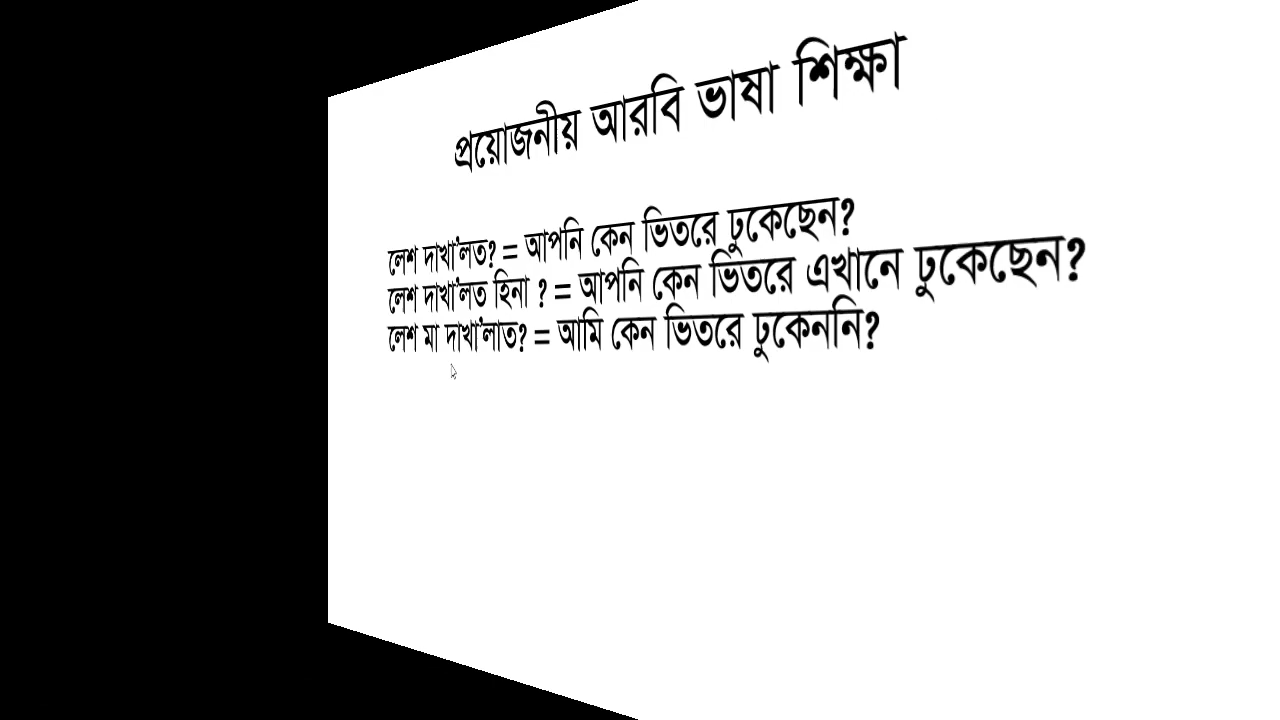 প্রয়োজনীয় আরবি ভাষা শিক্ষা
লেশ দাখা'লত? = আপনি কেন ভিতরে ঢুকেছেন?
লেশ দাখা'লত হিনা ? = আপনি কেন ভিতরে এখানে ঢুকেছেন?
লেশ মা দাখা'লাত? = আমি কেন ভিতরে ঢুকেননি?